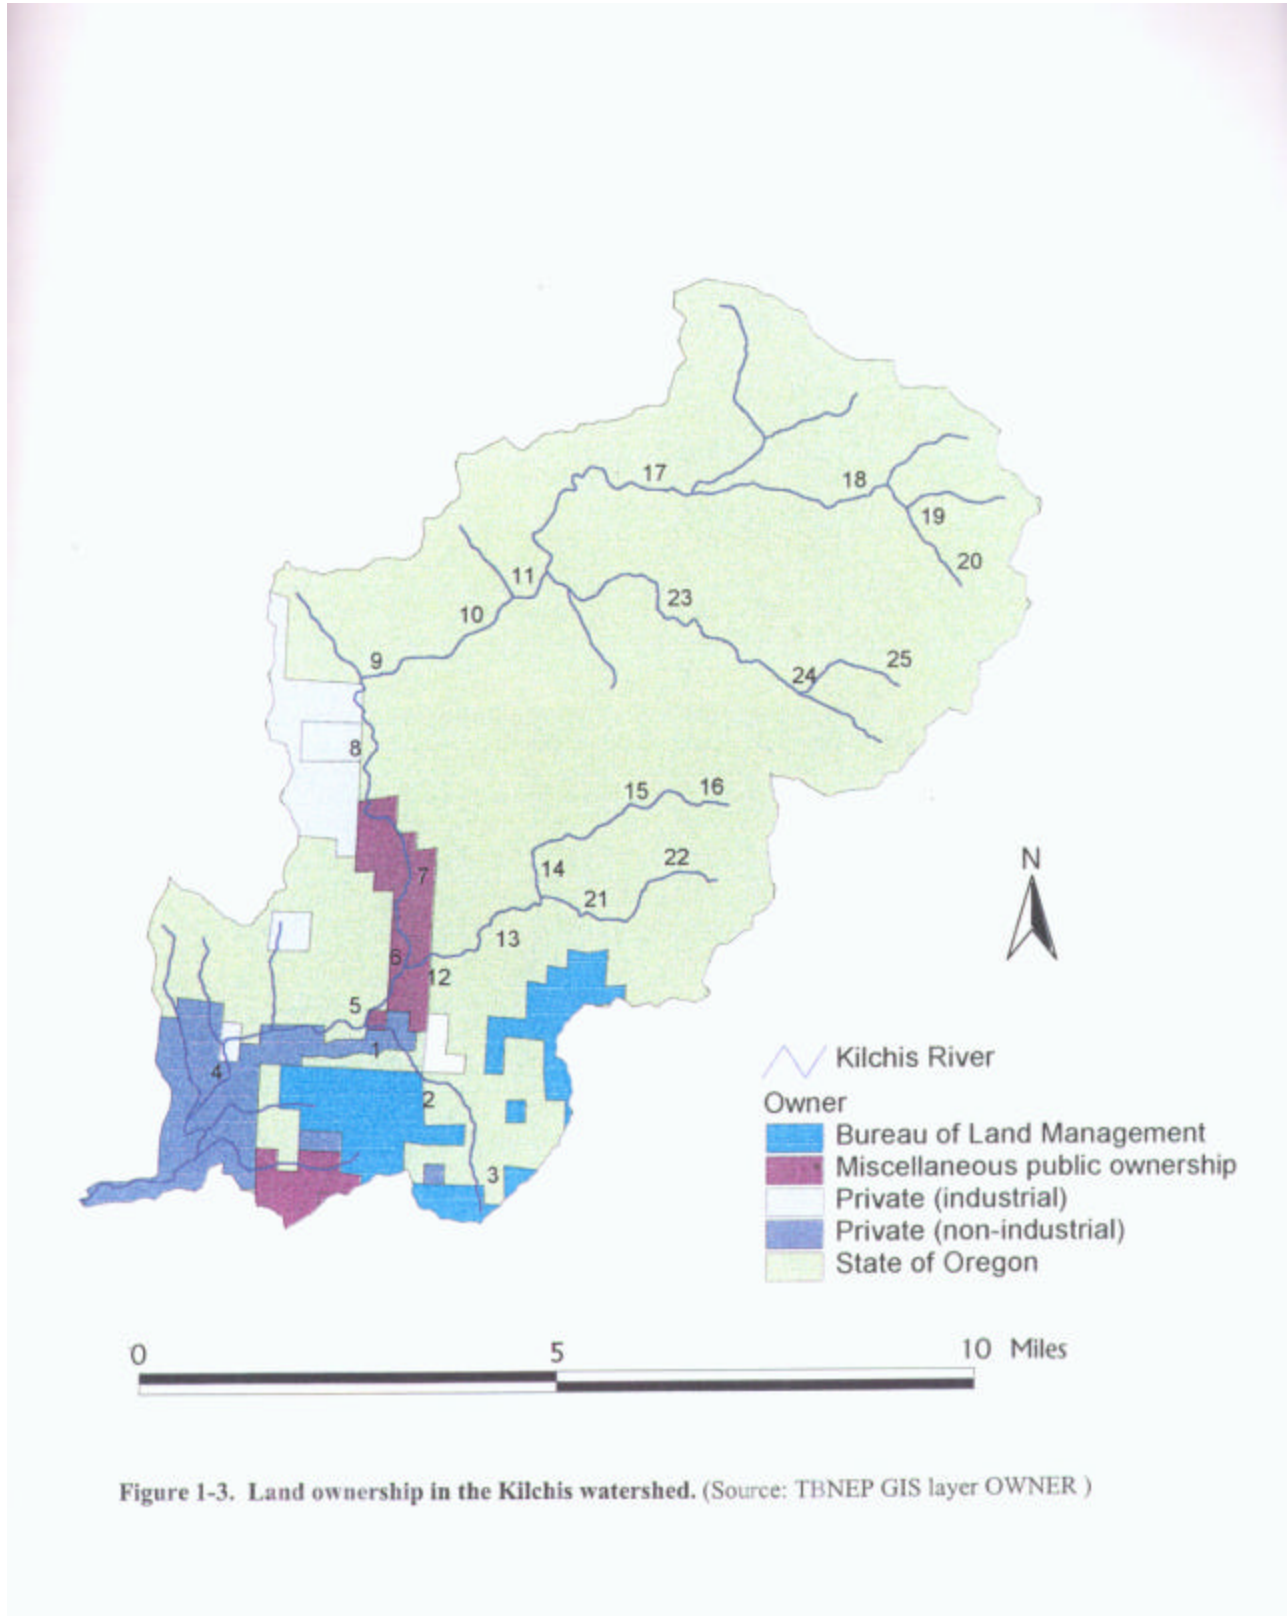 17
18
19
20
11
23
10
9
24
25
8
15
16
14
22
7
21
13
6
12
5
1
4
2
3
N
Kilchis River
Owner
Bureau of Land Management
Miscellaneous public ownership
Private (industrial)
Private (non-industrial)
State of Oregon
0 5 10 Miles
Figure 1-3. Land ownership in the Kilchis watershed. (Source: TBNEP GIS layer OWNER )